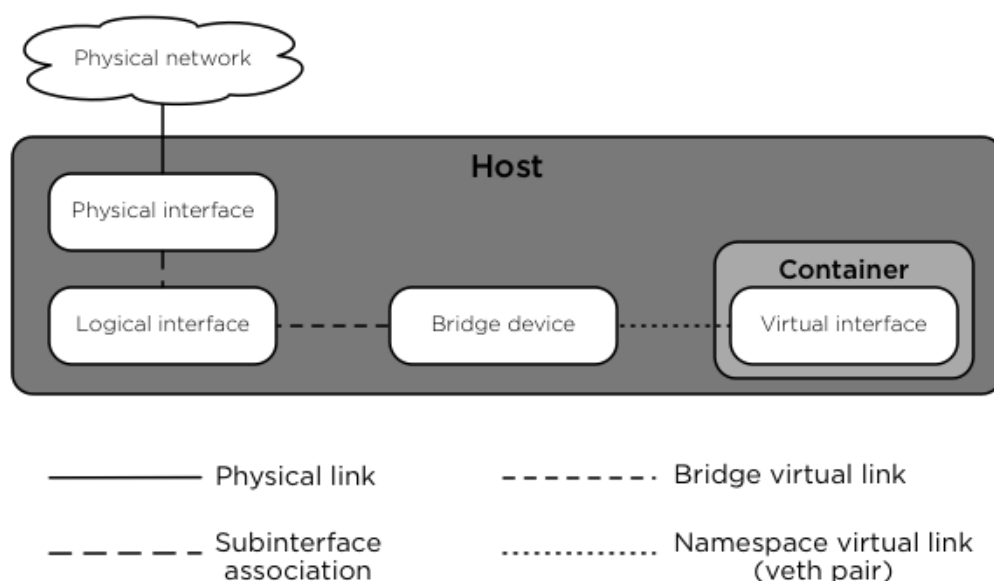 Physical network
Host
Physical interface
Container
Logical interface
Bridge device
Virtual interface
Physical link
Bridge virtual link
Subinterface
association
Namespace virtual link
(veth pair)